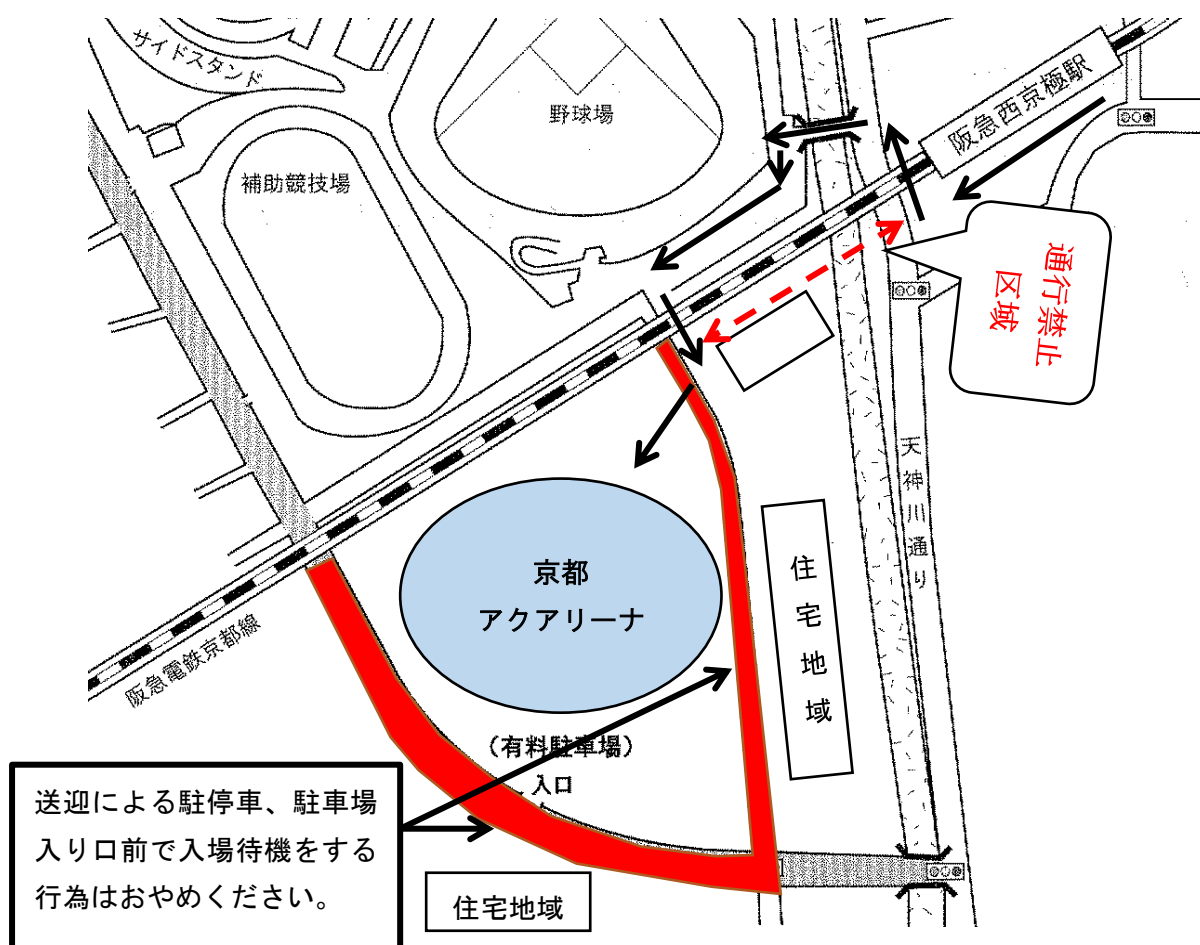 サイドスタンド
野球場
阪急西京極駅
補助競技場
通行禁止
区域
天神川通り
京都
アクアリーナ
住宅地域
阪急電鉄京都線
(有料駐車場)
入口
送迎による駐停車、駐車場
入り口前で入場待機をする
行為はおやめください。
住宅地域